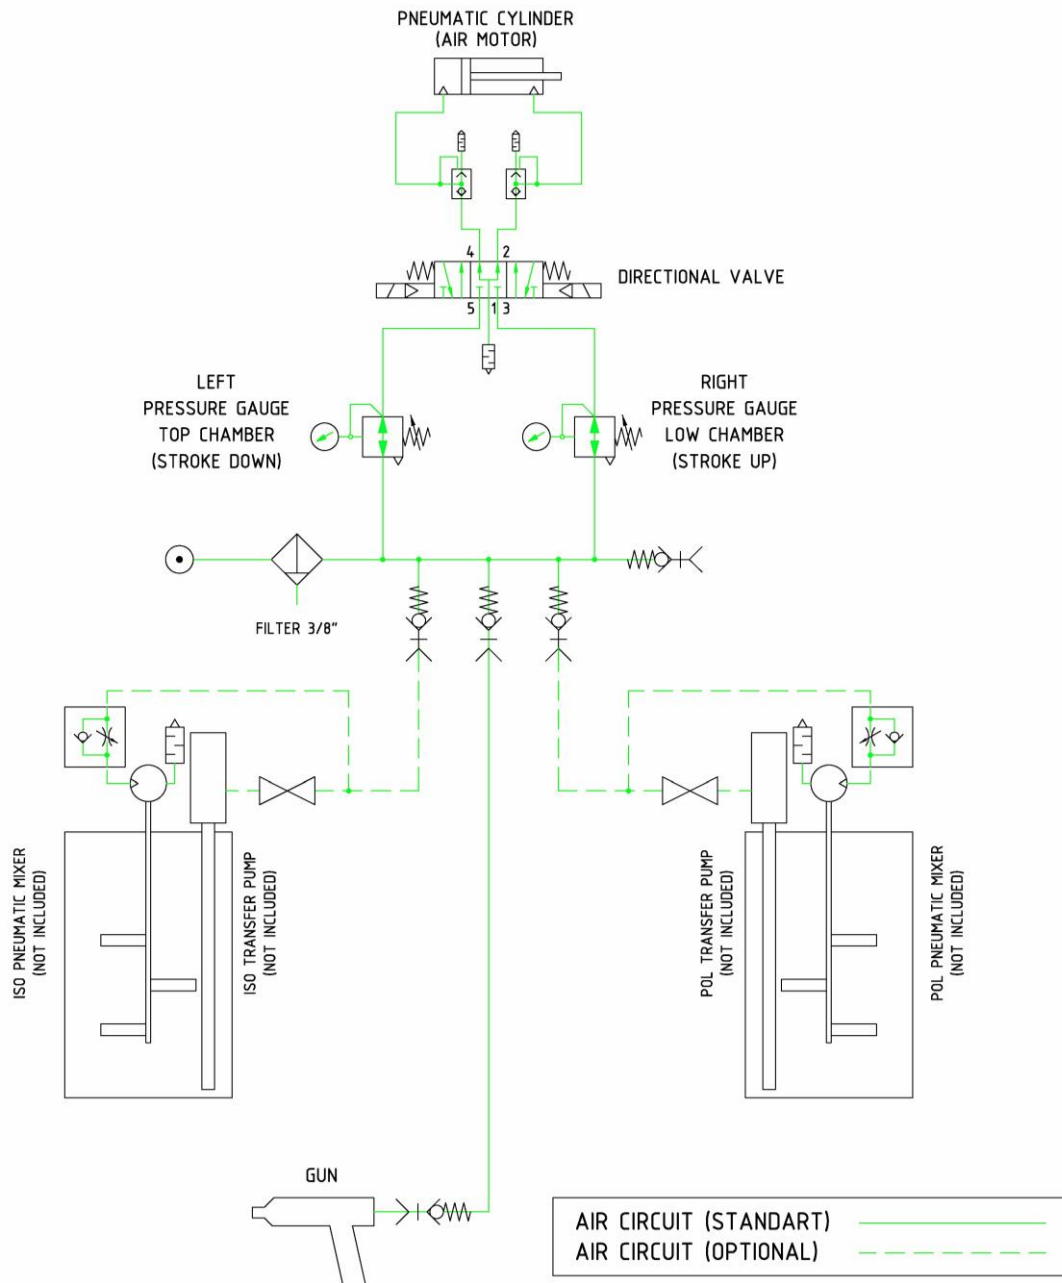 PNEUMATIC CYLINDER
(AIR MOTOR)
4
2
DIRECTIONAL VALVE
5
1
3
LEFT
PRESSURE GAUGE
TOP CHAMBER
(STROKE DOWN)
RIGHT
PRESSURE GAUGE
LOW CHAMBER
(STROKE UP)
FILTER 3/8"
ISO PNEUMATIC MIXER
(NOT INCLUDED)
ISO TRANSFER PUMP
(NOT INCLUDED)
POL TRANSFER PUMP
(NOT INCLUDED)
POL PNEUMATIC MIXER
(NOT INCLUDED)
GUN
AIR CIRCUIT (STANDART)
AIR CIRCUIT (OPTIONAL)